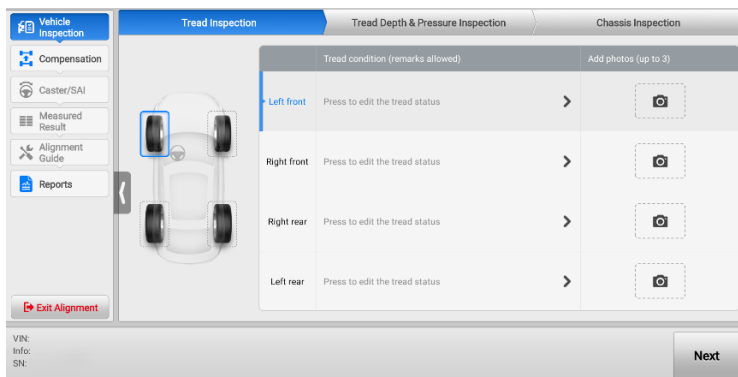 Vehicle
Inspection
Compensation
Caster/SAI
Measured
Result
Alignment
Guide
Reports
Exit Alignment
Tread Inspection
Tread Depth & Pressure Inspection
Chassis Inspection
Tread condition (remarks allowed)
Add photos (up to 3)
Left front
Press to edit the tread status
Right front
Press to edit the tread status
Right rear
Press to edit the tread status
Left rear
Press to edit the tread status
VIN:
Info:
SN:
Next